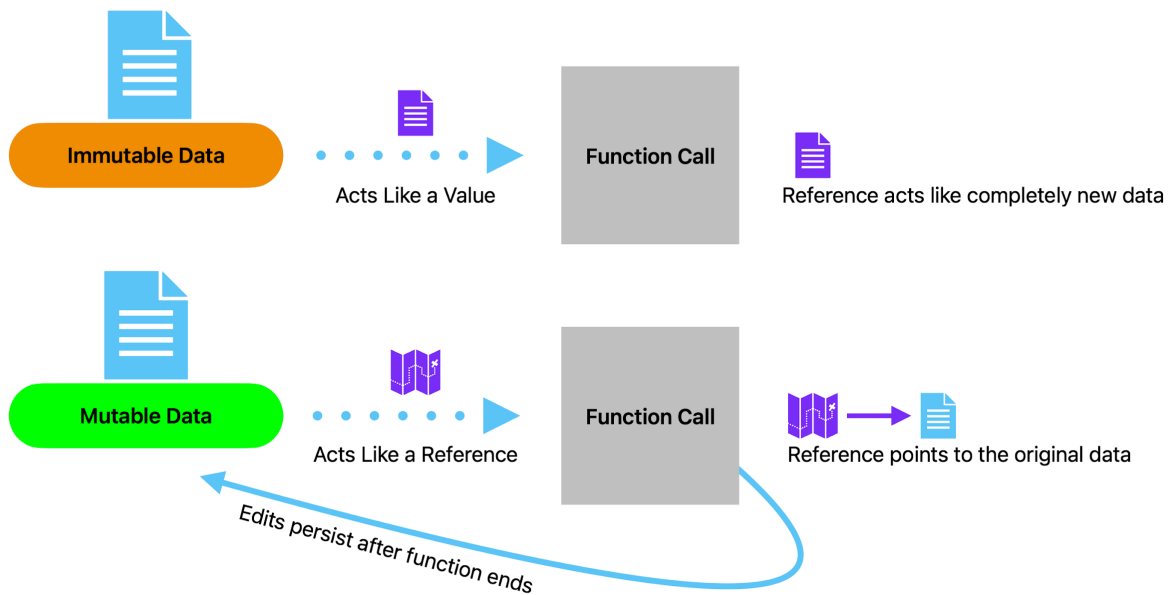 Immutable Data
Acts Like a Value
Function Call
Reference acts like completely new data
Mutable Data
Acts Like a Reference
Function Call
Reference points to the original data
Edits persist after function ends